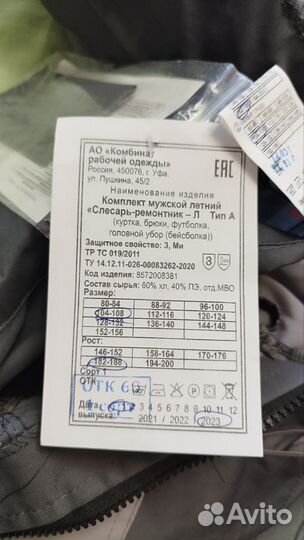 АО «Комбинат
рабочей одежды»
Россия, 450076, г. Уфа,
ул. Пушкина, 45/2
ЕАС
Наименование изделия
Комплект мужской летний
«Слесарь-ремонтник – Л Тип А
(куртка, брюки, футболка,
головной убор (бейсболка))
Защитное свойство: З, Ми
ТР ТС 019/2011
ТУ 14.12.11-026-00083262-2020
Код изделия: 8572008381
Состав сырья: 60% хл. 40% ПЭ, отд.МВО
Размер:
80-84 88-92 96-100
104-108 112-116 120-124
128-132 136-140 144-148
152-156
Рост:
146-152 158-164 170-176
182-188 194-200
Сорт 1
ОТК
ОТК 66
1 сорт
Дата 1 2 3 4 5 6 7 8 9 10 11 12
выпуска: 2021 / 2022 / 2023
Avito